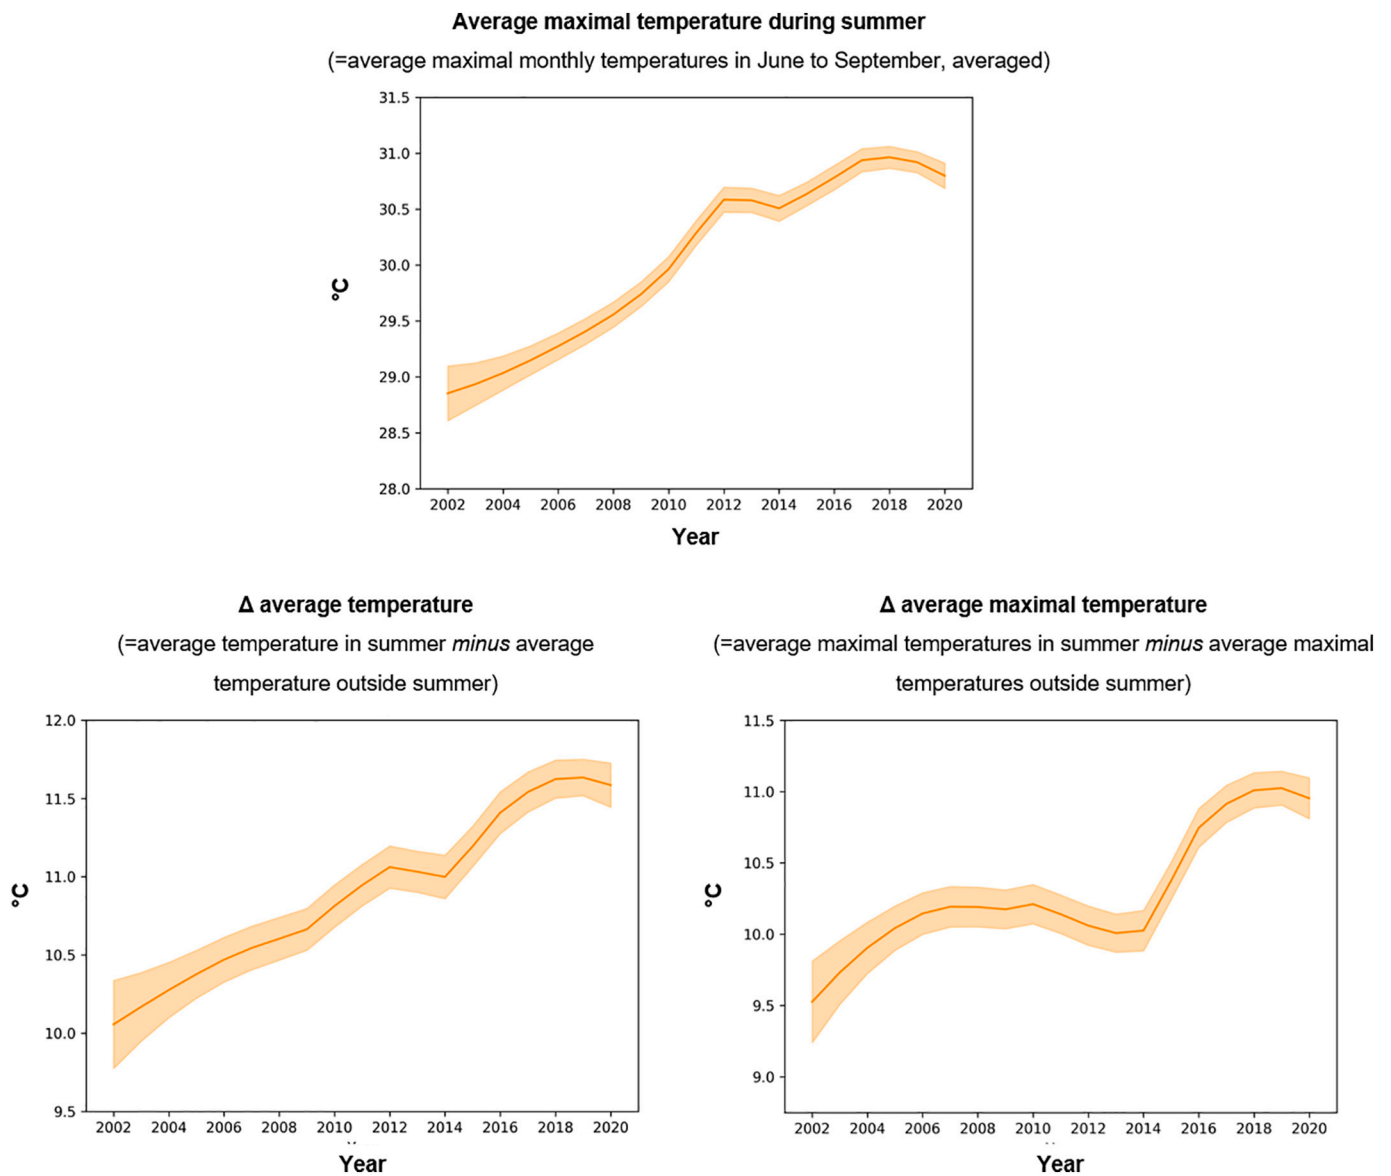 Average maximal temperature during summer
(=average maximal monthly temperatures in June to September, averaged)
31.5
31.0
30.5
30.0
29.5
29.0
28.5
28.0
°C
2002 2004 2006 2008 2010 2012 2014 2016 2018 2020
Year
Δ average temperature
(=average temperature in summer minus average
temperature outside summer)
12.0
11.5
11.0
10.5
10.0
9.5
°C
2002 2004 2006 2008 2010 2012 2014 2016 2018 2020
Year
Δ average maximal temperature
(=average maximal temperatures in summer minus average maximal
temperatures outside summer)
11.5
11.0
10.5
10.0
9.5
9.0
°C
2002 2004 2006 2008 2010 2012 2014 2016 2018 2020
Year